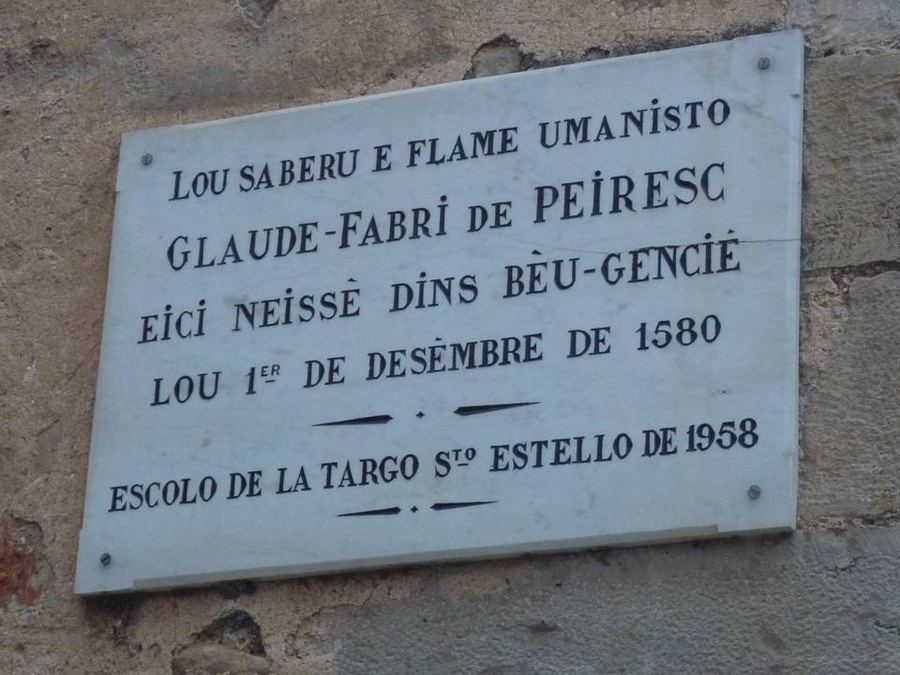 LOU SABERU E FLAME UMANiSTO
GLAUDE-FABRi DE PEiRESC
EiCi NEiSSÈ DiNS BÈU-GENCiÉ
LOU 1ER DE DESÈMBRE DE 1580
ESCOLO DE LA TARGO STO ESTELLO DE 1958